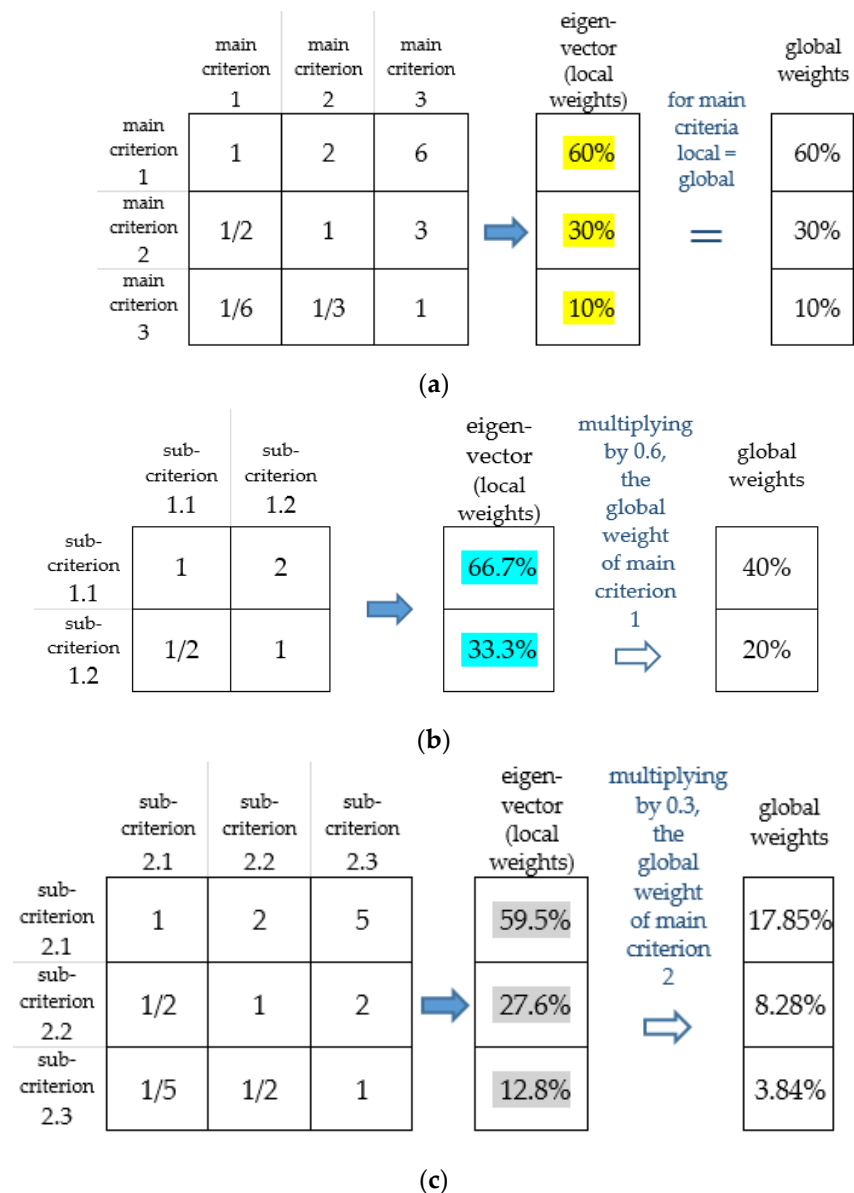 main criterion 1
main criterion 2
main criterion 3
eigen-vector (local weights)
global weights
main criterion 1
1
2
6
60%
for main criteria local = global
60%
main criterion 2
1/2
1
3
30%
=
30%
main criterion 3
1/6
1/3
1
10%
10%
(a)
sub-criterion 1.1
sub-criterion 1.2
eigen-vector (local weights)
multiplying by 0.6, the global weight of main criterion 1
global weights
sub-criterion 1.1
1
2
66.7%
40%
sub-criterion 1.2
1/2
1
33.3%
20%
(b)
sub-criterion 2.1
sub-criterion 2.2
sub-criterion 2.3
eigen-vector (local weights)
multiplying by 0.3, the global weight of main criterion 2
global weights
sub-criterion 2.1
1
2
5
59.5%
17.85%
sub-criterion 2.2
1/2
1
2
27.6%
8.28%
sub-criterion 2.3
1/5
1/2
1
12.8%
3.84%
(c)